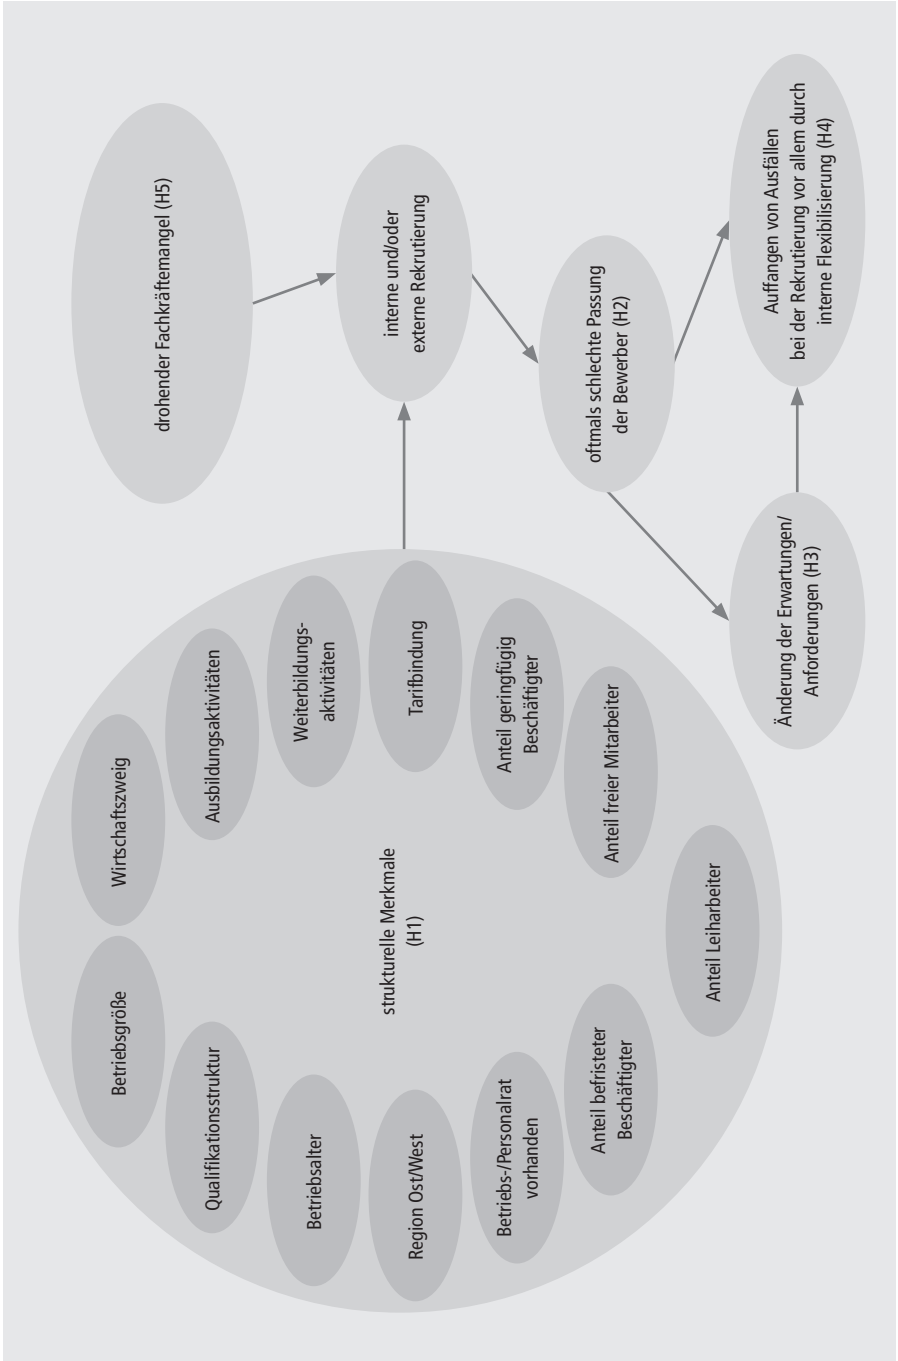 Betriebsgröße
Wirtschaftszweig
Qualifikationsstruktur
Ausbildungsaktivitäten
Betriebsalter
Weiterbildungs-
aktivitäten
Region Ost/West
strukturelle Merkmale
(H1)
Tarifbindung
Betriebs-/Personalrat
vorhanden
Anteil geringfügig
Beschäftigter
Anteil befristeter
Beschäftigter
Anteil freier Mitarbeiter
Anteil Leiharbeiter
drohender Fachkräftemangel (H5)
interne und/oder
externe Rekrutierung
oftmals schlechte Passung
der Bewerber (H2)
Änderung der Erwartungen/
Anforderungen (H3)
Auffangen von Ausfällen
bei der Rekrutierung vor allem durch
interne Flexibilisierung (H4)